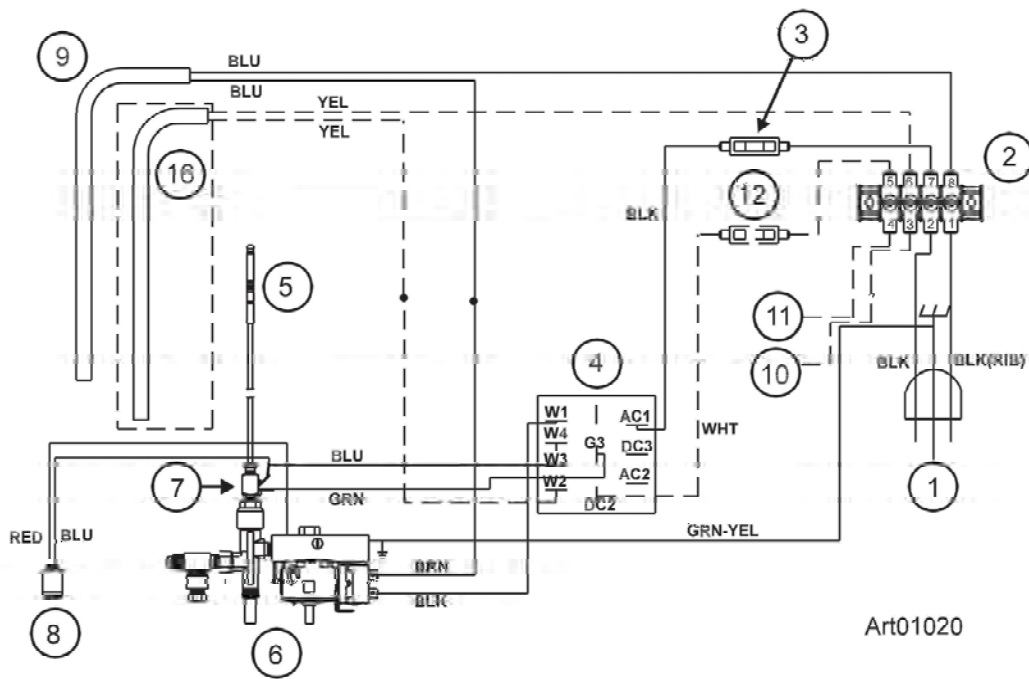 3
9
BLU
BLU
YEL
YEL
2
16
5 6 7 8
12
BLK
4 3 2 1
5
11
4
10
BLK
BLK(RIB)
W1
AC1
W4
G3
WHT
DC3
BLU
W3
AC2
7
GRN
W2
DC2
1
GRN-YEL
RED
BLU
BRN
BLK
8
6
Art01020